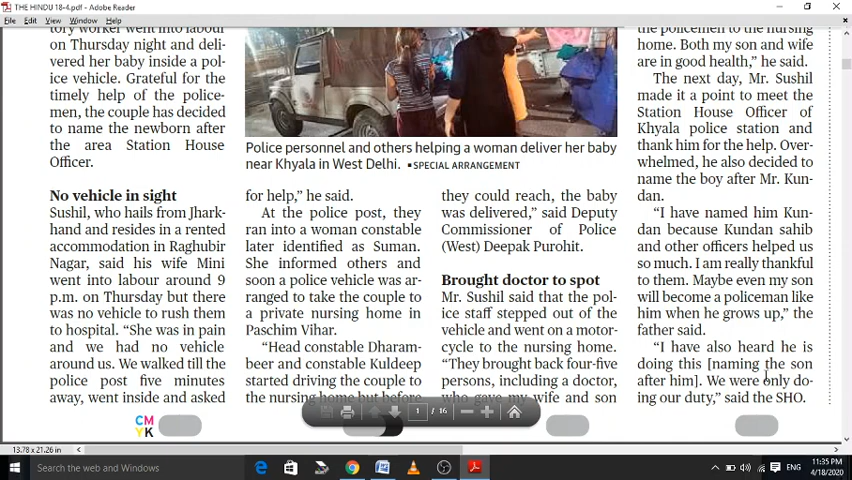 THE HINDU 18-4.pdf - Adobe Reader
File Edit View Window Help
tory worker went into labour
on Thursday night and deli-
vered her baby inside a pol-
ice vehicle. Grateful for the
timely help of the police-
men, the couple has decided
to name the newborn after
the area Station House
Officer.
No vehicle in sight
Sushil, who hails from Jhark-
hand and resides in a rented
accommodation in Raghubir
Nagar, said his wife Mini
went into labour around 9
p.m. on Thursday but there
was no vehicle to rush them
to hospital. “She was in pain
and we had no vehicle
around us. We walked till the
police post five minutes
away, went inside and asked
Police personnel and others helping a woman deliver her baby
near Khyala in West Delhi. ▪SPECIAL ARRANGEMENT
for help,” he said.
At the police post, they
ran into a woman constable
later identified as Suman.
She informed others and
soon a police vehicle was ar-
ranged to take the couple to
a private nursing home in
Paschim Vihar.
“Head constable Dharam-
beer and constable Kuldeep
started driving the couple to
the nursing home but before
they could reach, the baby
was delivered,” said Deputy
Commissioner of Police
(West) Deepak Purohit.
Brought doctor to spot
Mr. Sushil said that the pol-
ice staff stepped out of the
vehicle and went on a motor-
cycle to the nursing home.
“They brought back four-five
persons, including a doctor,
who gave my wife and son
the policemen to the nursing
home. Both my son and wife
are in good health,” he said.
The next day, Mr. Sushil
made it a point to meet the
Station House Officer of
Khyala police station and
thank him for the help. Over-
whelmed, he also decided to
name the boy after Mr. Kun-
dan.
“I have named him Kun-
dan because Kundan sahib
and other officers helped us
so much. I am really thankful
to them. Maybe even my son
will become a policeman like
him when he grows up,” the
father said.
“I have also heard he is
doing this [naming the son
after him]. We were only do-
ing our duty,” said the SHO.
CM
YK
1 / 16
13.78 x 21.26 in
Search the web and Windows
ENG
11:35 PM
4/18/2020